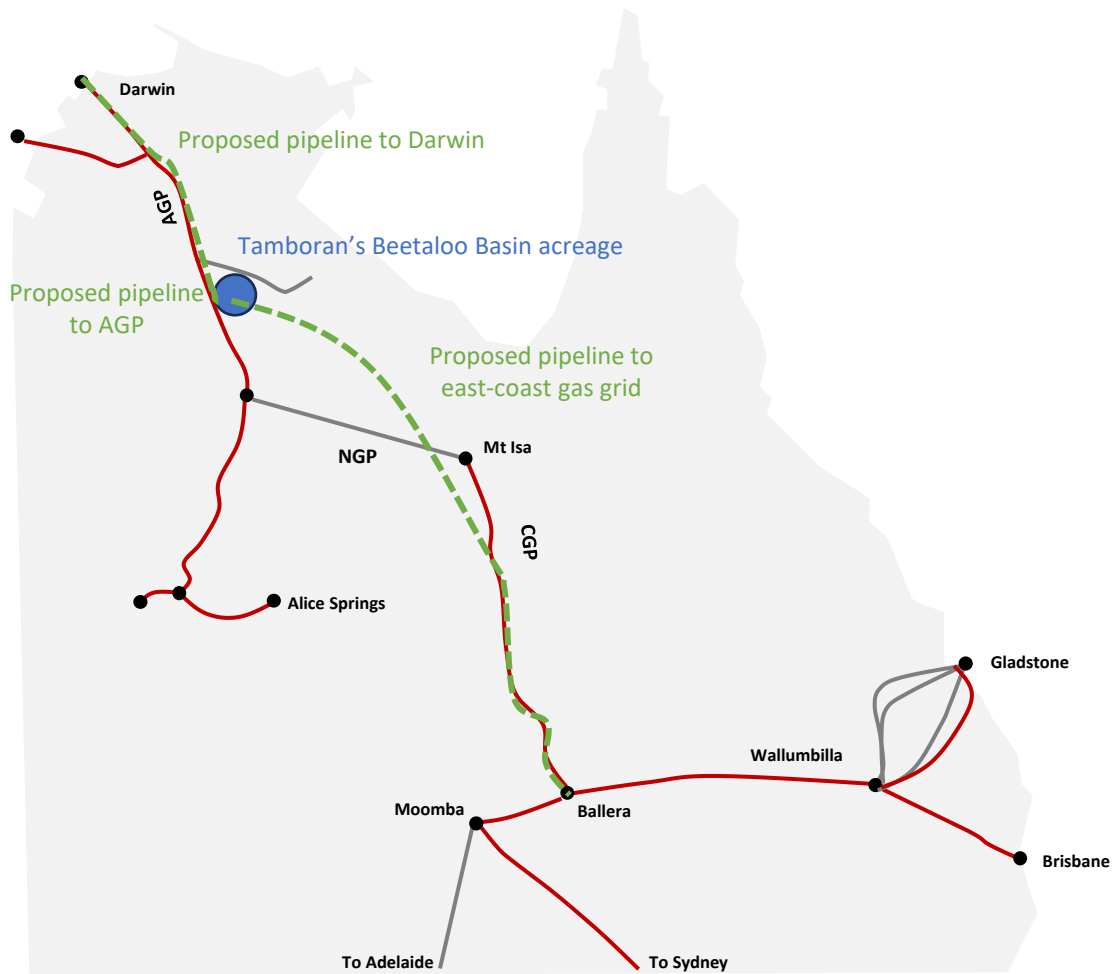 Darwin
Proposed pipeline to Darwin
AGP
Tamboran's Beetaloo Basin acreage
Proposed pipeline
to AGP
Proposed pipeline to
east-coast gas grid
Mt Isa
NGP
CGP
Alice Springs
Gladstone
Wallumbilla
Moomba
Ballera
Brisbane
To Adelaide
To Sydney